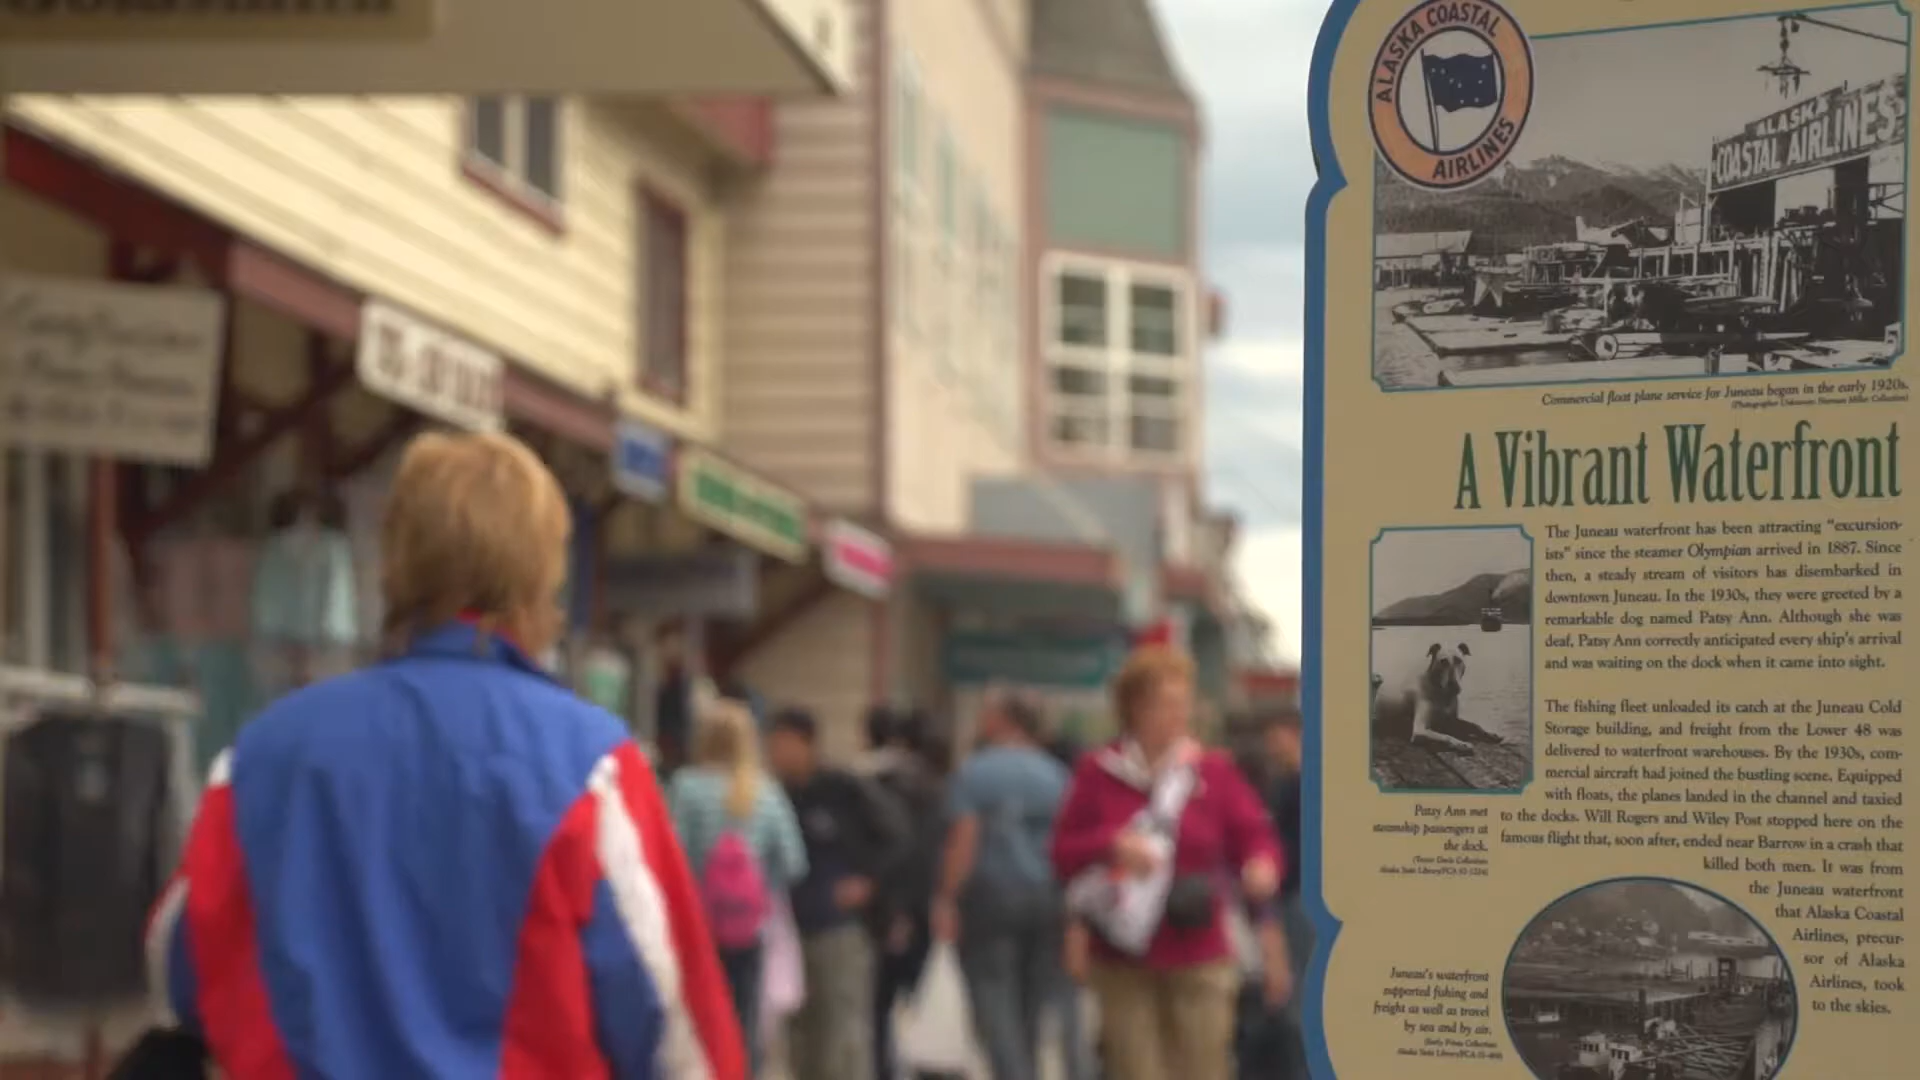 ALASKA COASTAL
AIRLINES
ALASKA
COASTAL AIRLINES
Commercial float plane service for Juneau began in the early 1920s.
(Photographer Unknown: Norman Miller Collection)
A Vibrant Waterfront
The Juneau waterfront has been attracting “excursion-
ists” since the steamer Olympian arrived in 1887. Since
then, a steady stream of visitors has disembarked in
downtown Juneau. In the 1930s, they were greeted by a
remarkable dog named Patsy Ann. Although she was
deaf, Patsy Ann correctly anticipated every ship's arrival
and was waiting on the dock when it came into sight.
The fishing fleet unloaded its catch at the Juneau Cold
Storage building, and freight from the Lower 48 was
delivered to waterfront warehouses. By the 1930s, com-
mercial aircraft had joined the bustling scene. Equipped
with floats, the planes landed in the channel and taxied
to the docks. Will Rogers and Wiley Post stopped here on the
famous flight that, soon after, ended near Barrow in a crash that
killed both men. It was from
the Juneau waterfront
that Alaska Coastal
Airlines, precur-
sor of Alaska
Airlines, took
to the skies.
Patsy Ann met
steamship passengers at
the dock.
Juneau's waterfront
supported fishing and
freight as well as travel
by sea and by air.